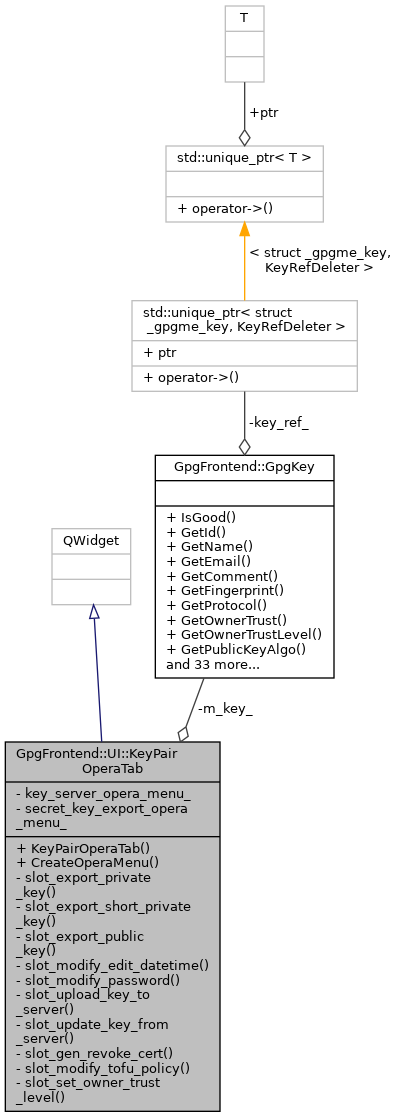 T
+ptr
std::unique_ptr< T >
+ operator->()
< struct _gpgme_key,
KeyRefDeleter >
std::unique_ptr< struct
_gpgme_key, KeyRefDeleter >
+ ptr
+ operator->()
-key_ref_
GpgFrontend::GpgKey
+ IsGood()
+ GetId()
+ GetName()
+ GetEmail()
+ GetComment()
+ GetFingerprint()
+ GetProtocol()
+ GetOwnerTrust()
+ GetOwnerTrustLevel()
+ GetPublicKeyAlgo()
and 33 more...
QWidget
-m_key_
GpgFrontend::UI::KeyPair
OperaTab
- key_server_opera_menu_
- secret_key_export_opera
_menu_
+ KeyPairOperaTab()
+ CreateOperaMenu()
- slot_export_private
_key()
- slot_export_short_private
_key()
- slot_export_public
_key()
- slot_modify_edit_datetime()
- slot_modify_password()
- slot_upload_key_to
_server()
- slot_update_key_from
_server()
- slot_gen_revoke_cert()
- slot_modify_tofu_policy()
- slot_set_owner_trust
_level()